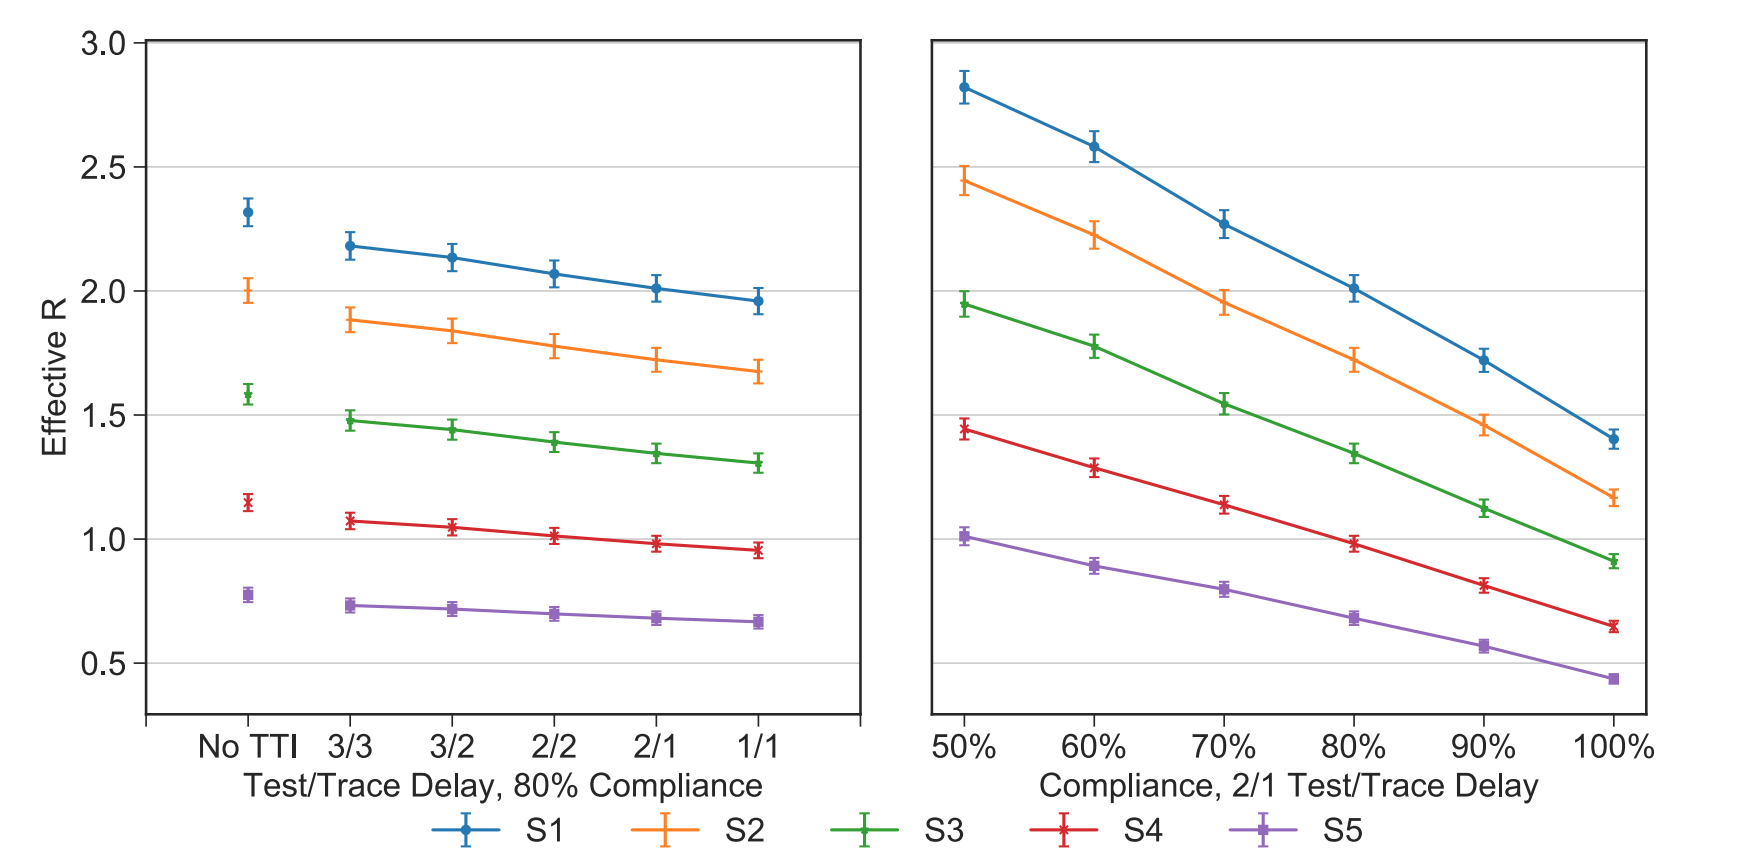 3.0
2.5
2.0
1.5
1.0
0.5
Effective R
No TTI 3/3 3/2 2/2 2/1 1/1
Test/Trace Delay, 80% Compliance
50% 60% 70% 80% 90% 100%
Compliance, 2/1 Test/Trace Delay
S1 S2 S3 S4 S5